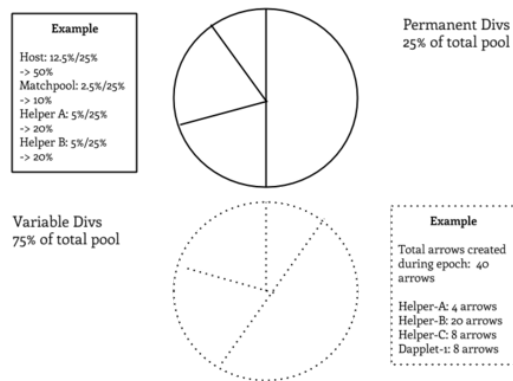 Example
Host: 12.5%/25%
-> 50%
Matchpool: 2.5%/25%
-> 10%
Helper A: 5%/25%
-> 20%
Helper B: 5%/25%
-> 20%
Permanent Divs
25% of total pool
Variable Divs
75% of total pool
Example
Total arrows created
during epoch: 40
arrows
Helper-A: 4 arrows
Helper-B: 20 arrows
Helper-C: 8 arrows
Dapplet-1: 8 arrows